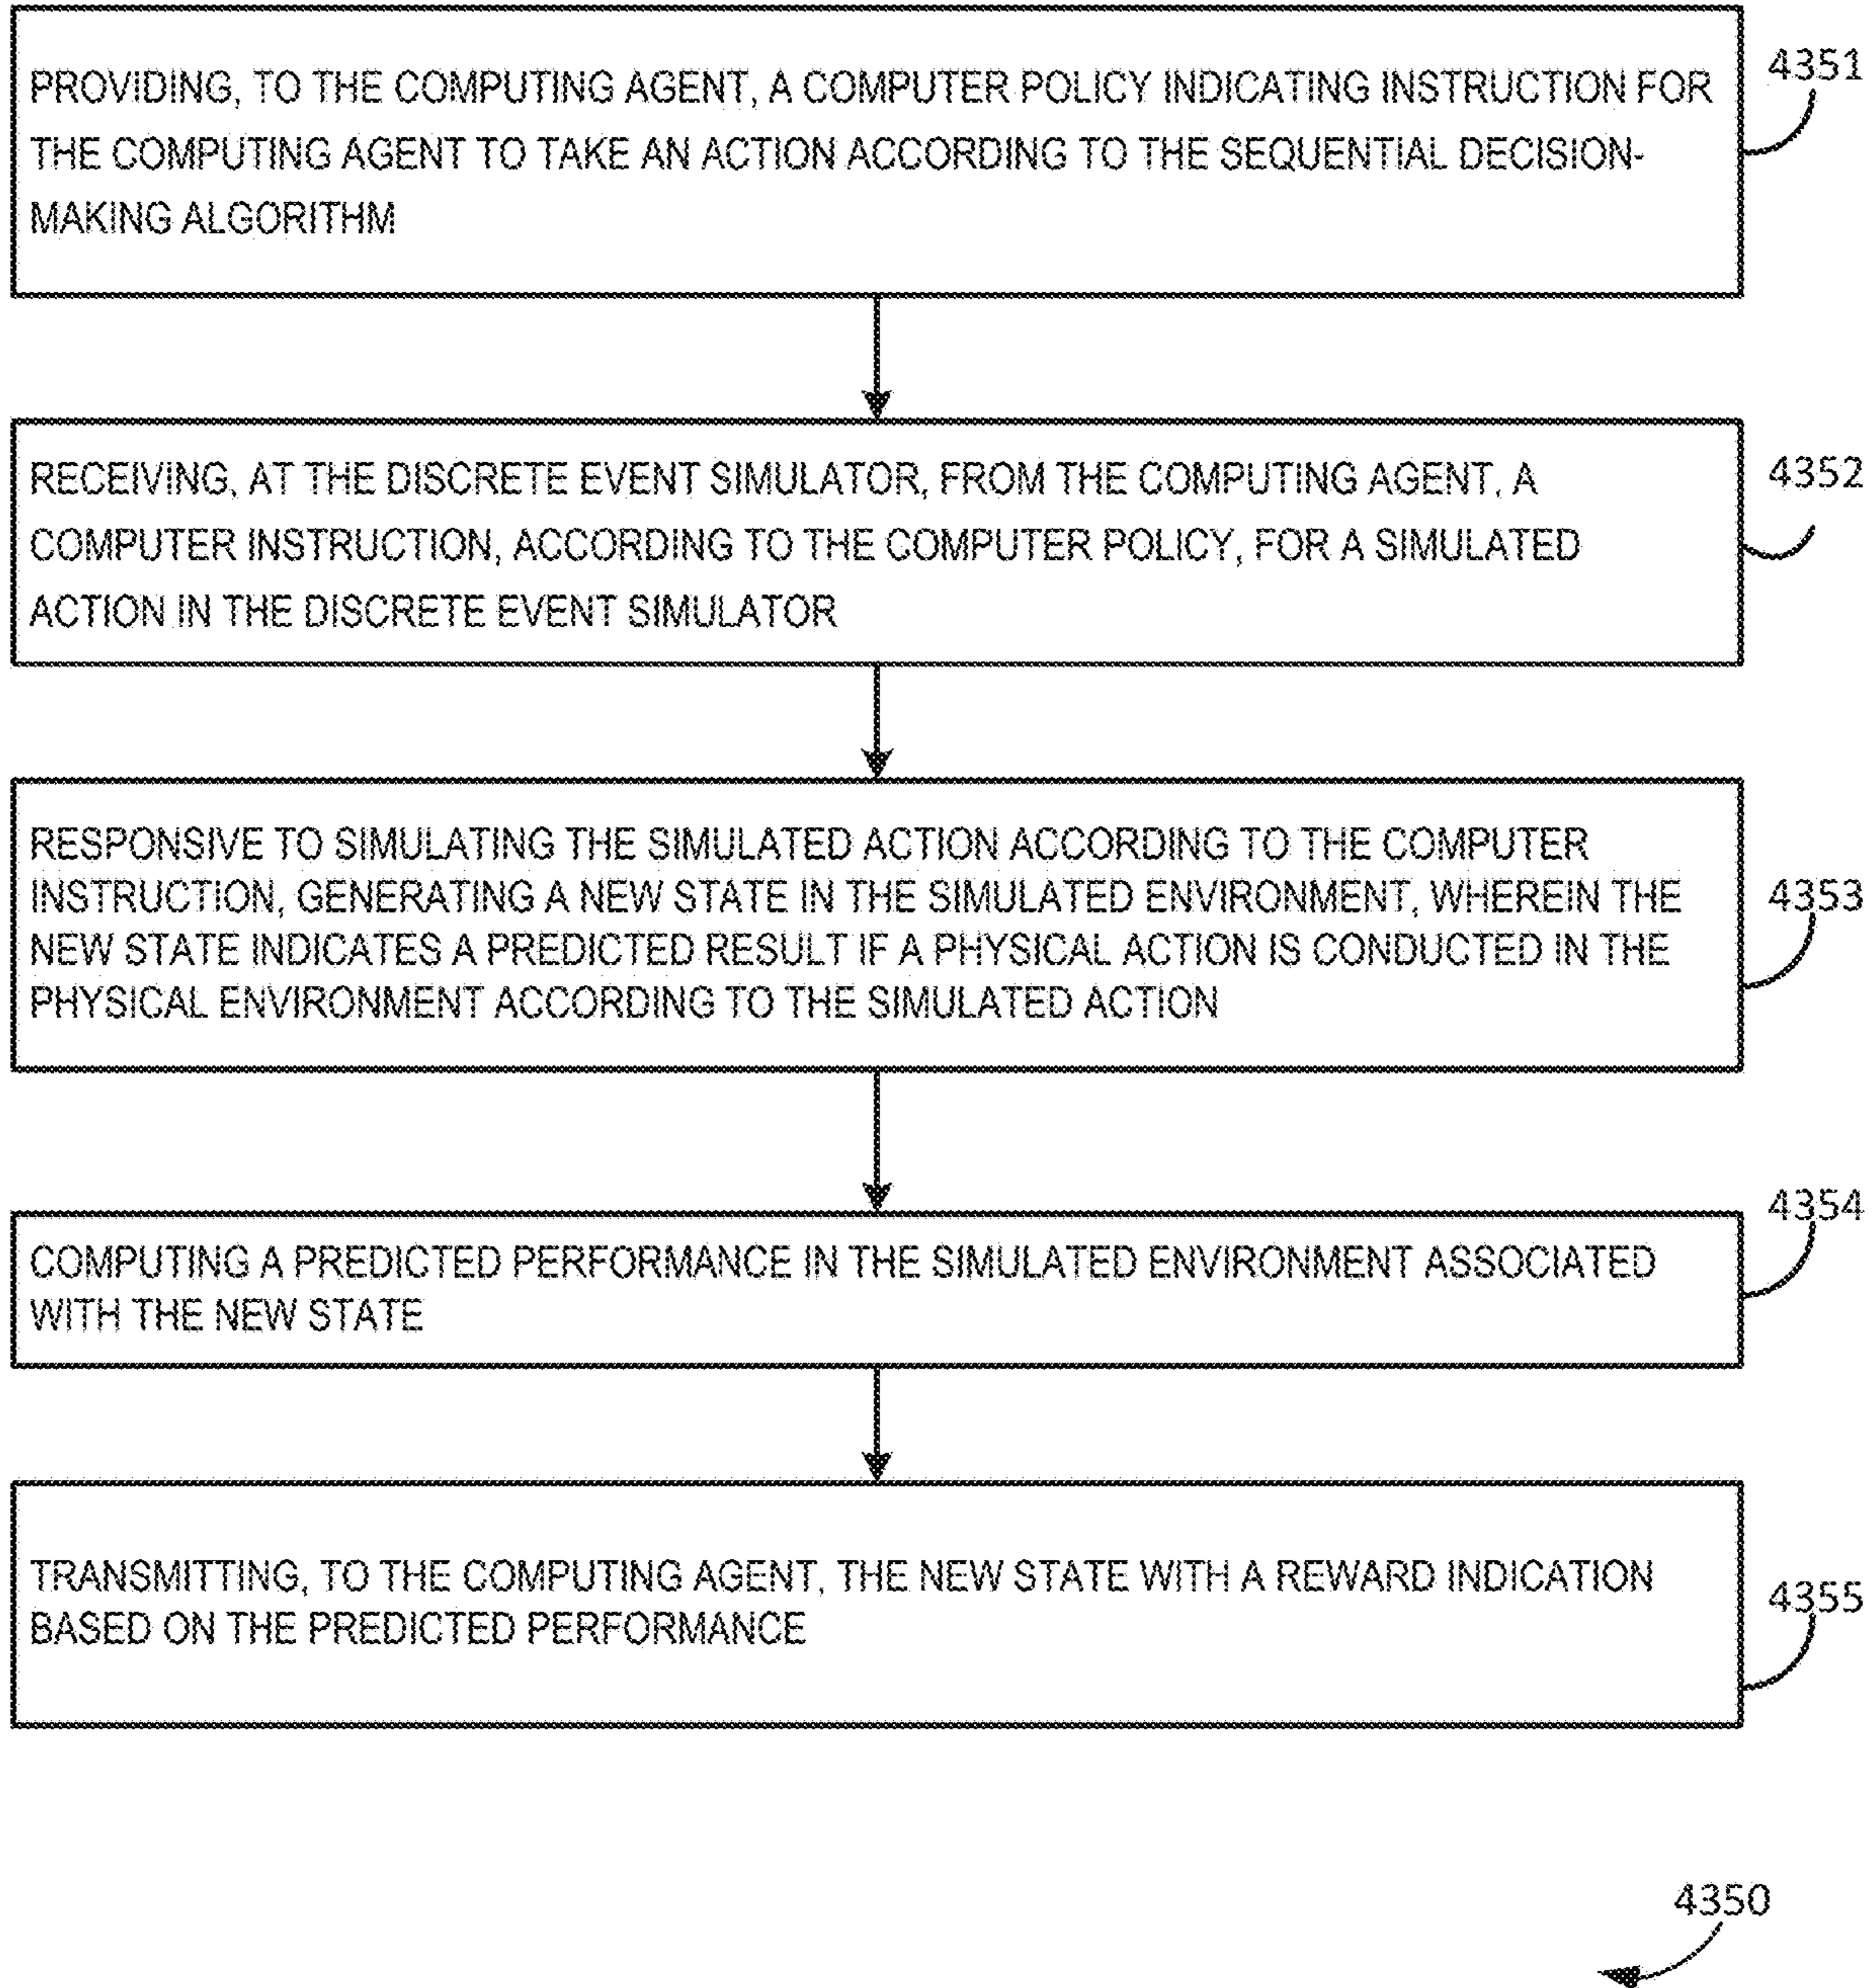 PROVIDING, TO THE COMPUTING AGENT, A COMPUTER POLICY INDICATING INSTRUCTION FOR
THE COMPUTING AGENT TO TAKE AN ACTION ACCORDING TO THE SEQUENTIAL DECISION-
MAKING ALGORITHM
4351
RECEIVING, AT THE DISCRETE EVENT SIMULATOR, FROM THE COMPUTING AGENT, A
COMPUTER INSTRUCTION, ACCORDING TO THE COMPUTER POLICY, FOR A SIMULATED
ACTION IN THE DISCRETE EVENT SIMULATOR
4352
RESPONSIVE TO SIMULATING THE SIMULATED ACTION ACCORDING TO THE COMPUTER
INSTRUCTION, GENERATING A NEW STATE IN THE SIMULATED ENVIRONMENT, WHEREIN THE
NEW STATE INDICATES A PREDICTED RESULT IF A PHYSICAL ACTION IS CONDUCTED IN THE
PHYSICAL ENVIRONMENT ACCORDING TO THE SIMULATED ACTION
4353
COMPUTING A PREDICTED PERFORMANCE IN THE SIMULATED ENVIRONMENT ASSOCIATED
WITH THE NEW STATE
4354
TRANSMITTING, TO THE COMPUTING AGENT, THE NEW STATE WITH A REWARD INDICATION
BASED ON THE PREDICTED PERFORMANCE
4355
4350